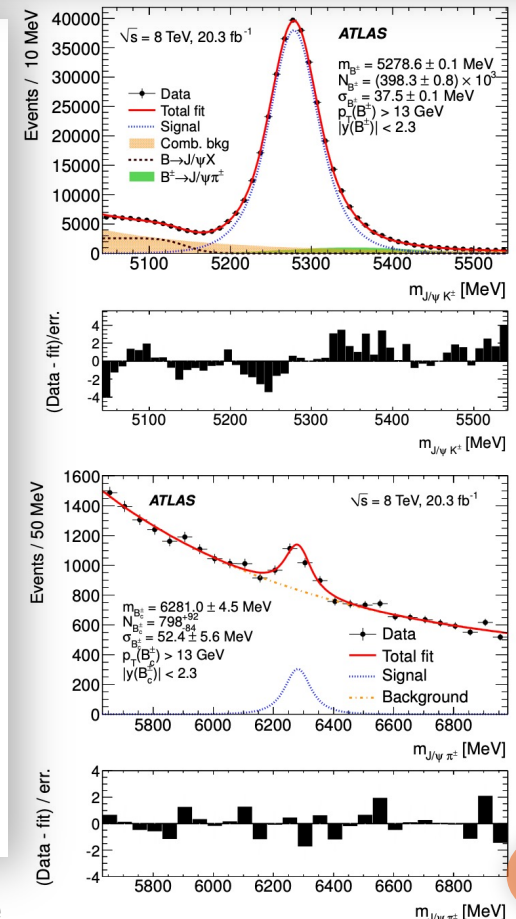 Events / 10 MeV
40000
35000
30000
25000
20000
15000
10000
5000
0
√s = 8 TeV, 20.3 fb⁻¹
ATLAS
m_B± = 5278.6 ± 0.1 MeV
N_B± = (398.3 ± 0.8) × 10³
σ_B± = 37.5 ± 0.1 MeV
p_T(B±) > 13 GeV
|y(B±)| < 2.3
Data
Total fit
Signal
Comb. bkg
B→J/ψX
B±→J/ψπ±
5100 5200 5300 5400 5500
m_J/ψ K± [MeV]
(Data - fit)/err.
4
2
0
-2
-4
5100 5200 5300 5400 5500
m_J/ψ K± [MeV]
Events / 50 MeV
1600
1400
1200
1000
800
600
400
200
0
ATLAS
√s = 8 TeV, 20.3 fb⁻¹
m_Bc± = 6281.0 ± 4.5 MeV
N_Bc± = 798 +92 -84
σ_Bc± = 52.4 ± 5.6 MeV
p_T(Bc±) > 13 GeV
|y(Bc±)| < 2.3
Data
Total fit
Signal
Background
5800 6000 6200 6400 6600 6800
m_J/ψ π± [MeV]
(Data - fit) / err.
4
2
0
-2
-4
5800 6000 6200 6400 6600 6800
m_J/ψ π± [MeV]